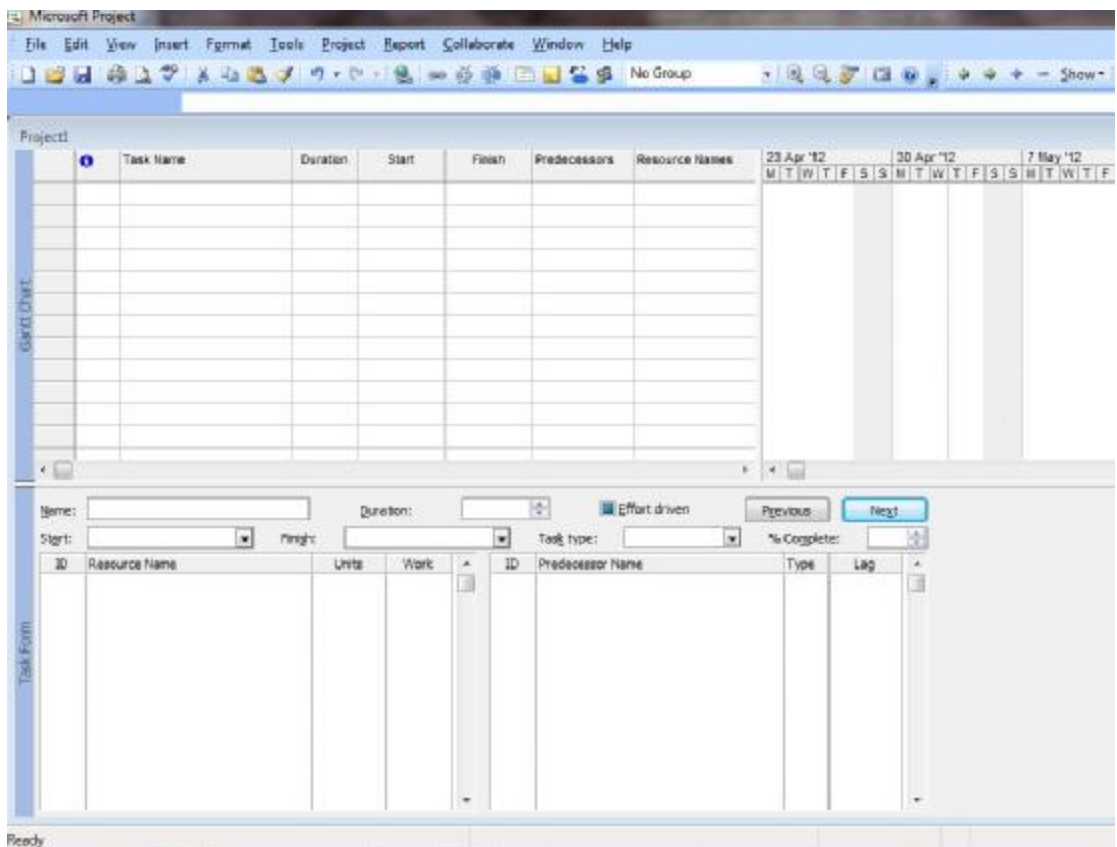 Microsoft Project
File Edit View Insert Format Tools Project Report Collaborate Window Help
No Group Show
Project1
Task Name Duration Start Finish Predecessors Resource Names 23 Apr '12 30 Apr '12 7 May '12
M T W T F S S M T W T F S S M T W T F
Gantt Chart
Name: Duration: Effort driven Previous Next
Start: Finish: Task type: % Complete:
ID Resource Name Units Work ID Predecessor Name Type Lag
Task Form
Ready